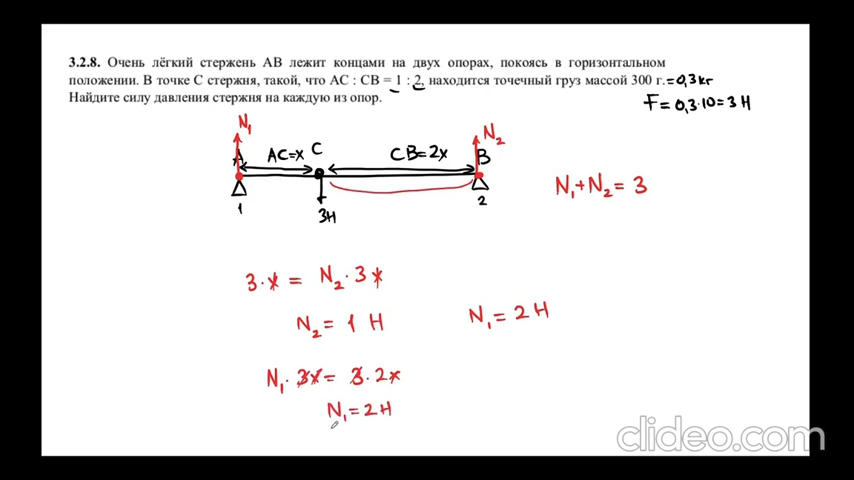 3.2.8. Очень лёгкий стержень AB лежит концами на двух опорах, покоясь в горизонтальном
положении. В точке C стержня, такой, что AC : CB = 1 : 2, находится точечный груз массой 300 г. = 0,3 кг
Найдите силу давления стержня на каждую из опор.
F = 0,3·10 = 3 Н
N₁
N₂
A
AC=x
C
CB=2x
B
1
3Н
2
N₁+N₂ = 3
3·x = N₂·3x
N₂ = 1 Н
N₁ = 2 Н
N₁·3x = 3·2x
N₁ = 2 Н
clideo.com